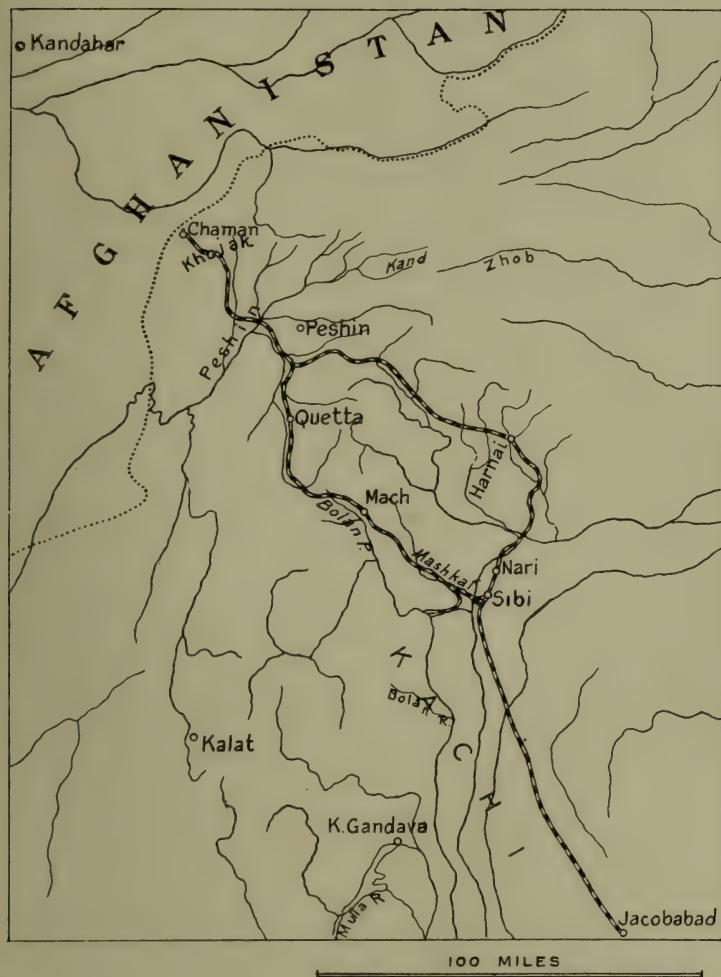 Kandahar
AFGHANISTAN
Chaman
Khojak
Kand
Zhob
Peshin
Peshin
Quetta
Harnai
Mach
Bolan P.
Mashkaf
Nari
Sibi
KACHI
Bolan R.
Kalat
K.Gandava
Mulla R.
Jacobabad
100 MILES